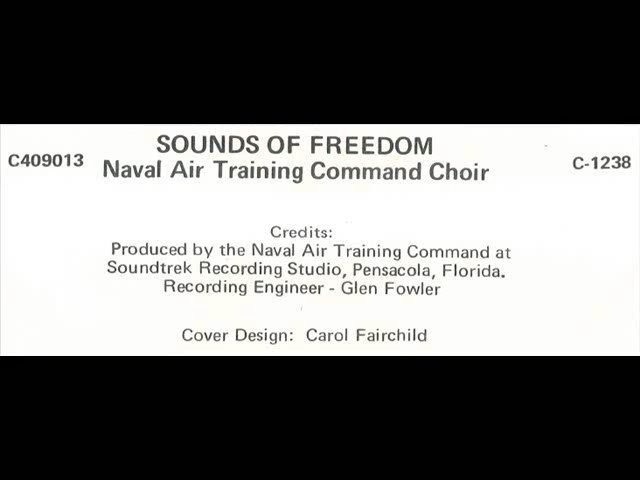 SOUNDS OF FREEDOM
C409013 Naval Air Training Command Choir C-1238
Credits:
Produced by the Naval Air Training Command at
Soundtrek Recording Studio, Pensacola, Florida.
Recording Engineer - Glen Fowler
Cover Design: Carol Fairchild